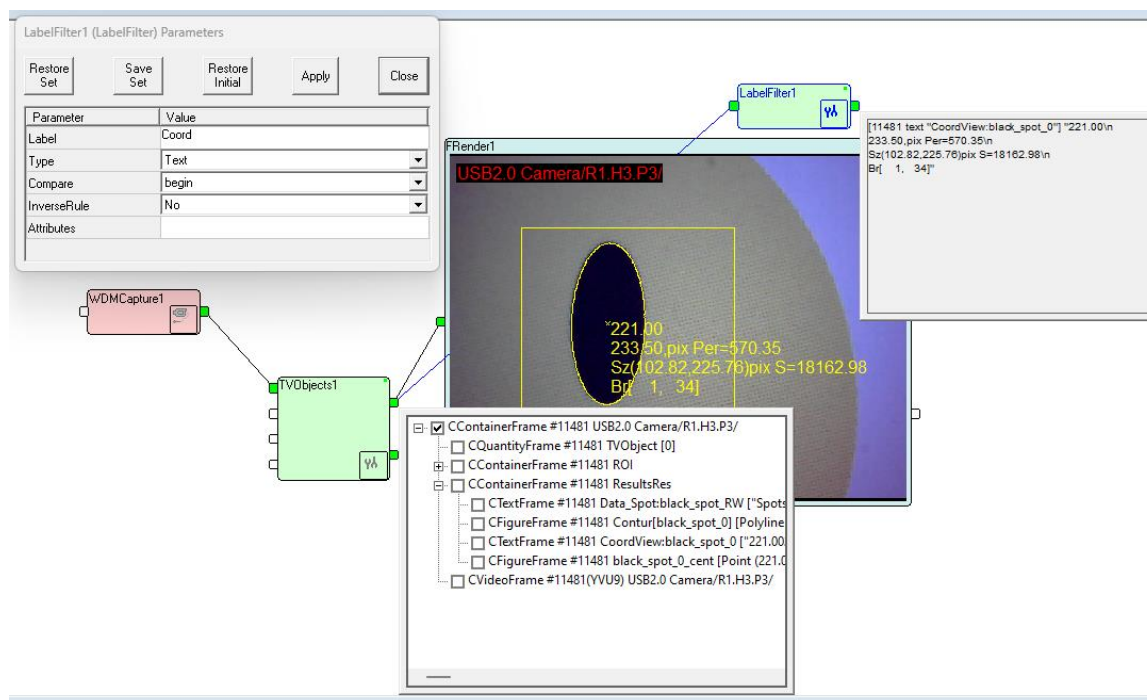 LabelFilter1 (LabelFilter) Parameters
Restore Set
Save Set
Restore Initial
Apply
Close
Parameter Value
Label Coord
Type Text
Compare begin
InverseRule No
Attributes
LabelFilter1
[11481 text "CoordView:black_spot_0"] "221.00\n
233.50,pix Per=570.35\n
Sz(102.82,225.76)pix S=18162.98\n
Br[ 1, 34]"
FRender1
USB2.0 Camera/R1.H3.P3/
221.00
233.50,pix Per=570.35
Sz(102.82,225.76)pix S=18162.98
Br[ 1, 34]
WDMCapture1
TVObjects1
CContainerFrame #11481 USB2.0 Camera/R1.H3.P3/
CQuantityFrame #11481 TVObject [0]
CContainerFrame #11481 ROI
CContainerFrame #11481 ResultsRes
CTextFrame #11481 Data_Spot:black_spot_RW ["Spots
CFigureFrame #11481 Contur[black_spot_0] [Polyline
CTextFrame #11481 CoordView:black_spot_0 ["221.00
CFigureFrame #11481 black_spot_0_cent [Point (221.0
CVideoFrame #11481(YVU9) USB2.0 Camera/R1.H3.P3/